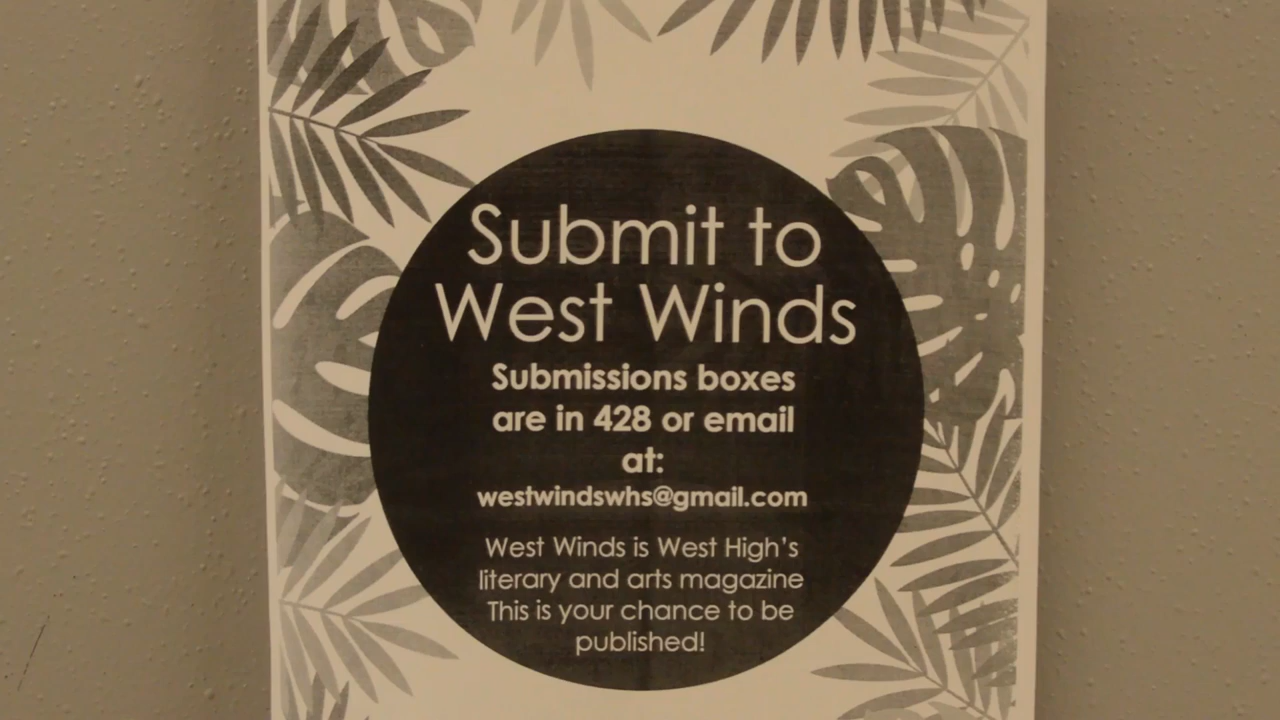 Submit to
West Winds
Submissions boxes
are in 428 or email
at:
westwindswhs@gmail.com
West Winds is West High's
literary and arts magazine
This is your chance to be
published!